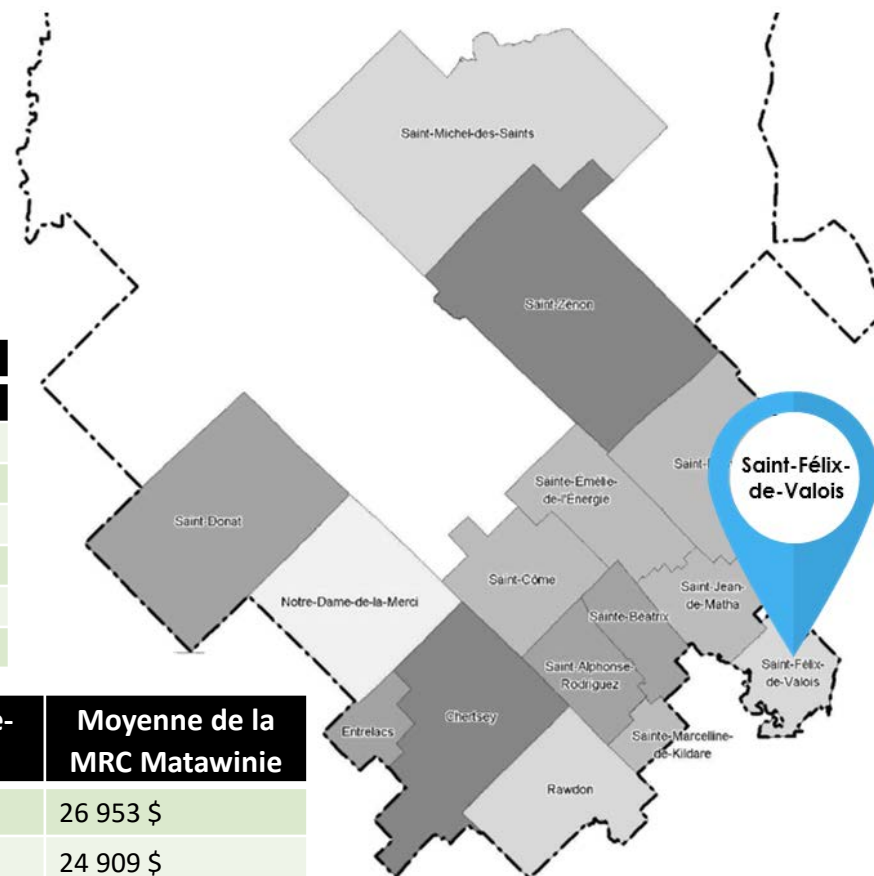 Saint-Michel-des-Saints
Saint-Zénon
Saint-
Saint-Félix-
de-Valois
Sainte-Émélie-
de-l'Énergie
Saint-Donat
Saint-Côme
Saint-Jean-
de-Matha
Notre-Dame-de-la-Merci
Sainte-Béatrix
Saint-Alphonse-
Rodriguez
Saint-Félix-
de-Valois
Entrelacs
Chertsey
Sainte-Marcelline-
de-Kildare
Rawdon
Moyenne de la
MRC Matawinie
26 953 $
24 909 $